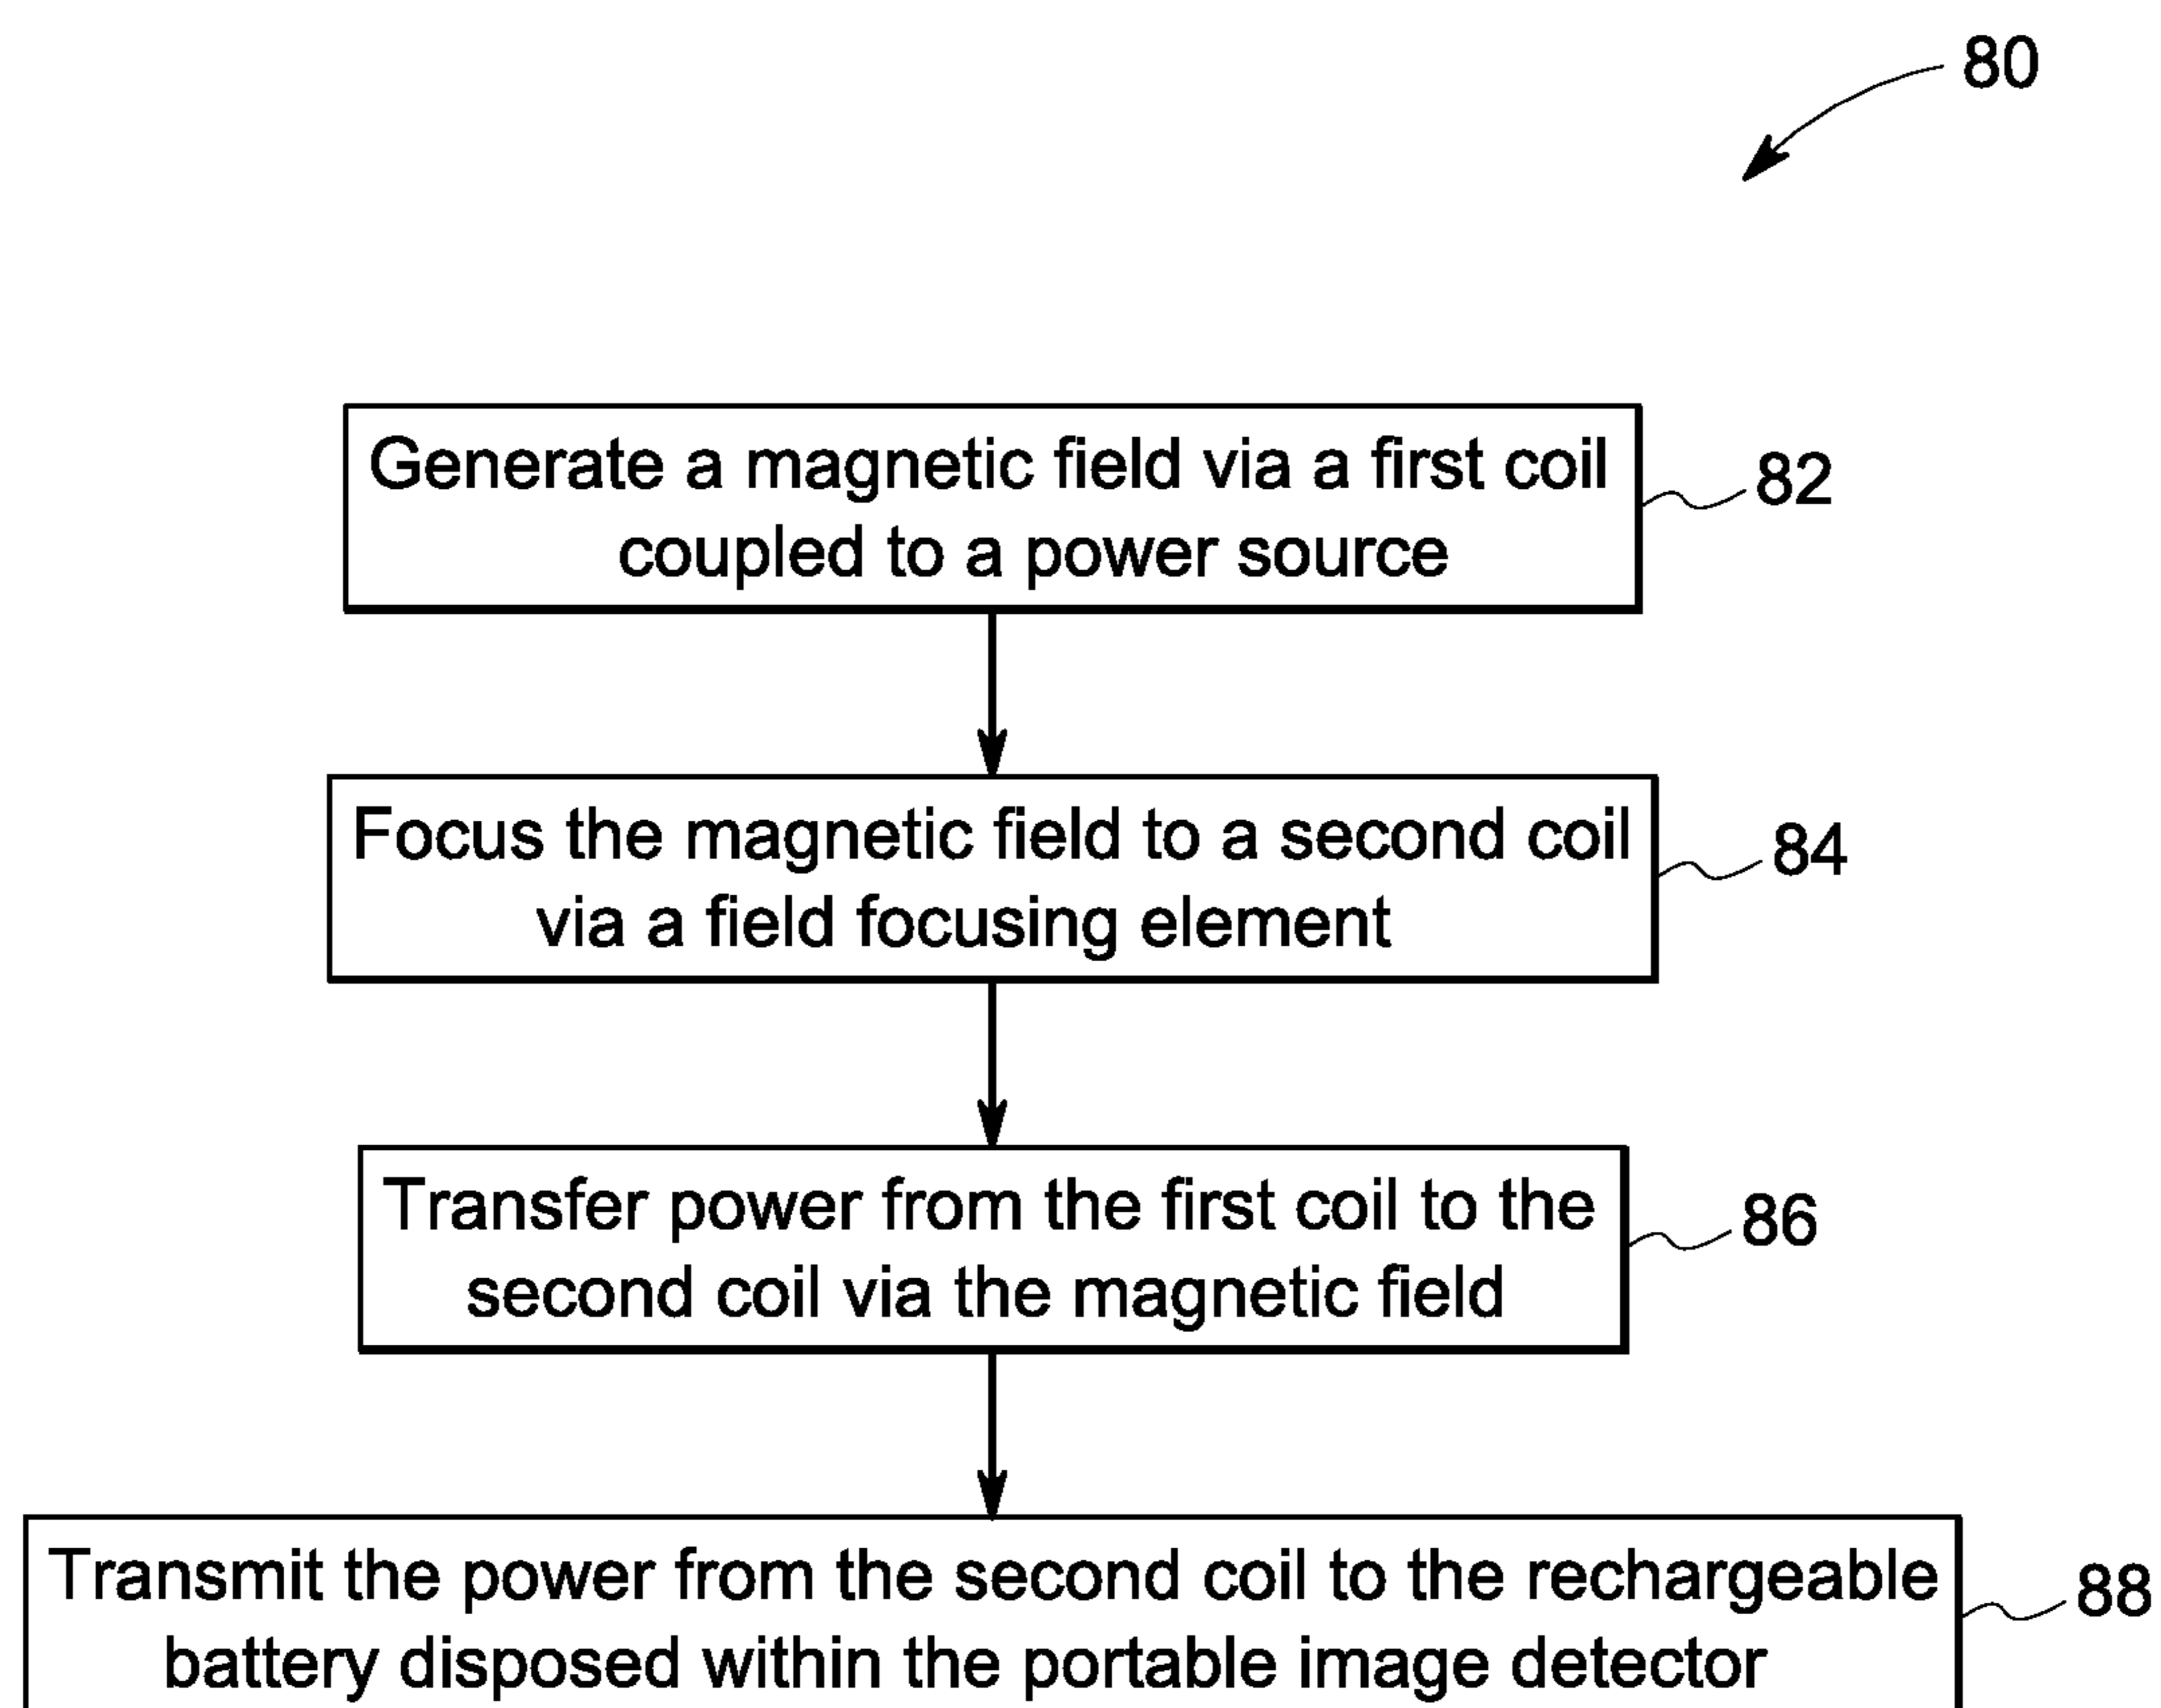 80
Generate a magnetic field via a first coil
coupled to a power source
82
Focus the magnetic field to a second coil
via a field focusing element
84
Transfer power from the first coil to the
second coil via the magnetic field
86
Transmit the power from the second coil to the rechargeable
battery disposed within the portable image detector
88